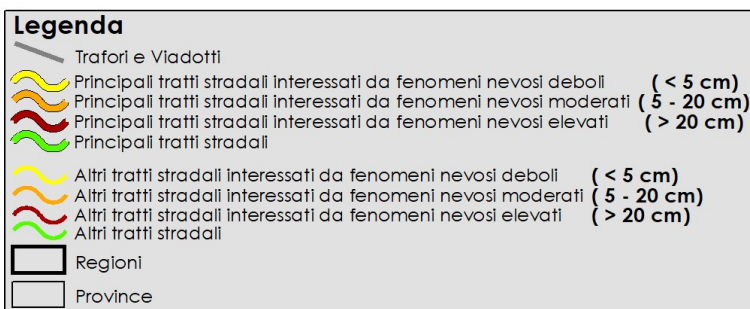 Legenda
Trafori e Viadotti
Principali tratti stradali interessati da fenomeni nevosi deboli ( < 5 cm)
Principali tratti stradali interessati da fenomeni nevosi moderati ( 5 - 20 cm)
Principali tratti stradali interessati da fenomeni nevosi elevati ( > 20 cm)
Principali tratti stradali
Altri tratti stradali interessati da fenomeni nevosi deboli ( < 5 cm)
Altri tratti stradali interessati da fenomeni nevosi moderati ( 5 - 20 cm)
Altri tratti stradali interessati da fenomeni nevosi elevati ( > 20 cm)
Altri tratti stradali
Regioni
Province